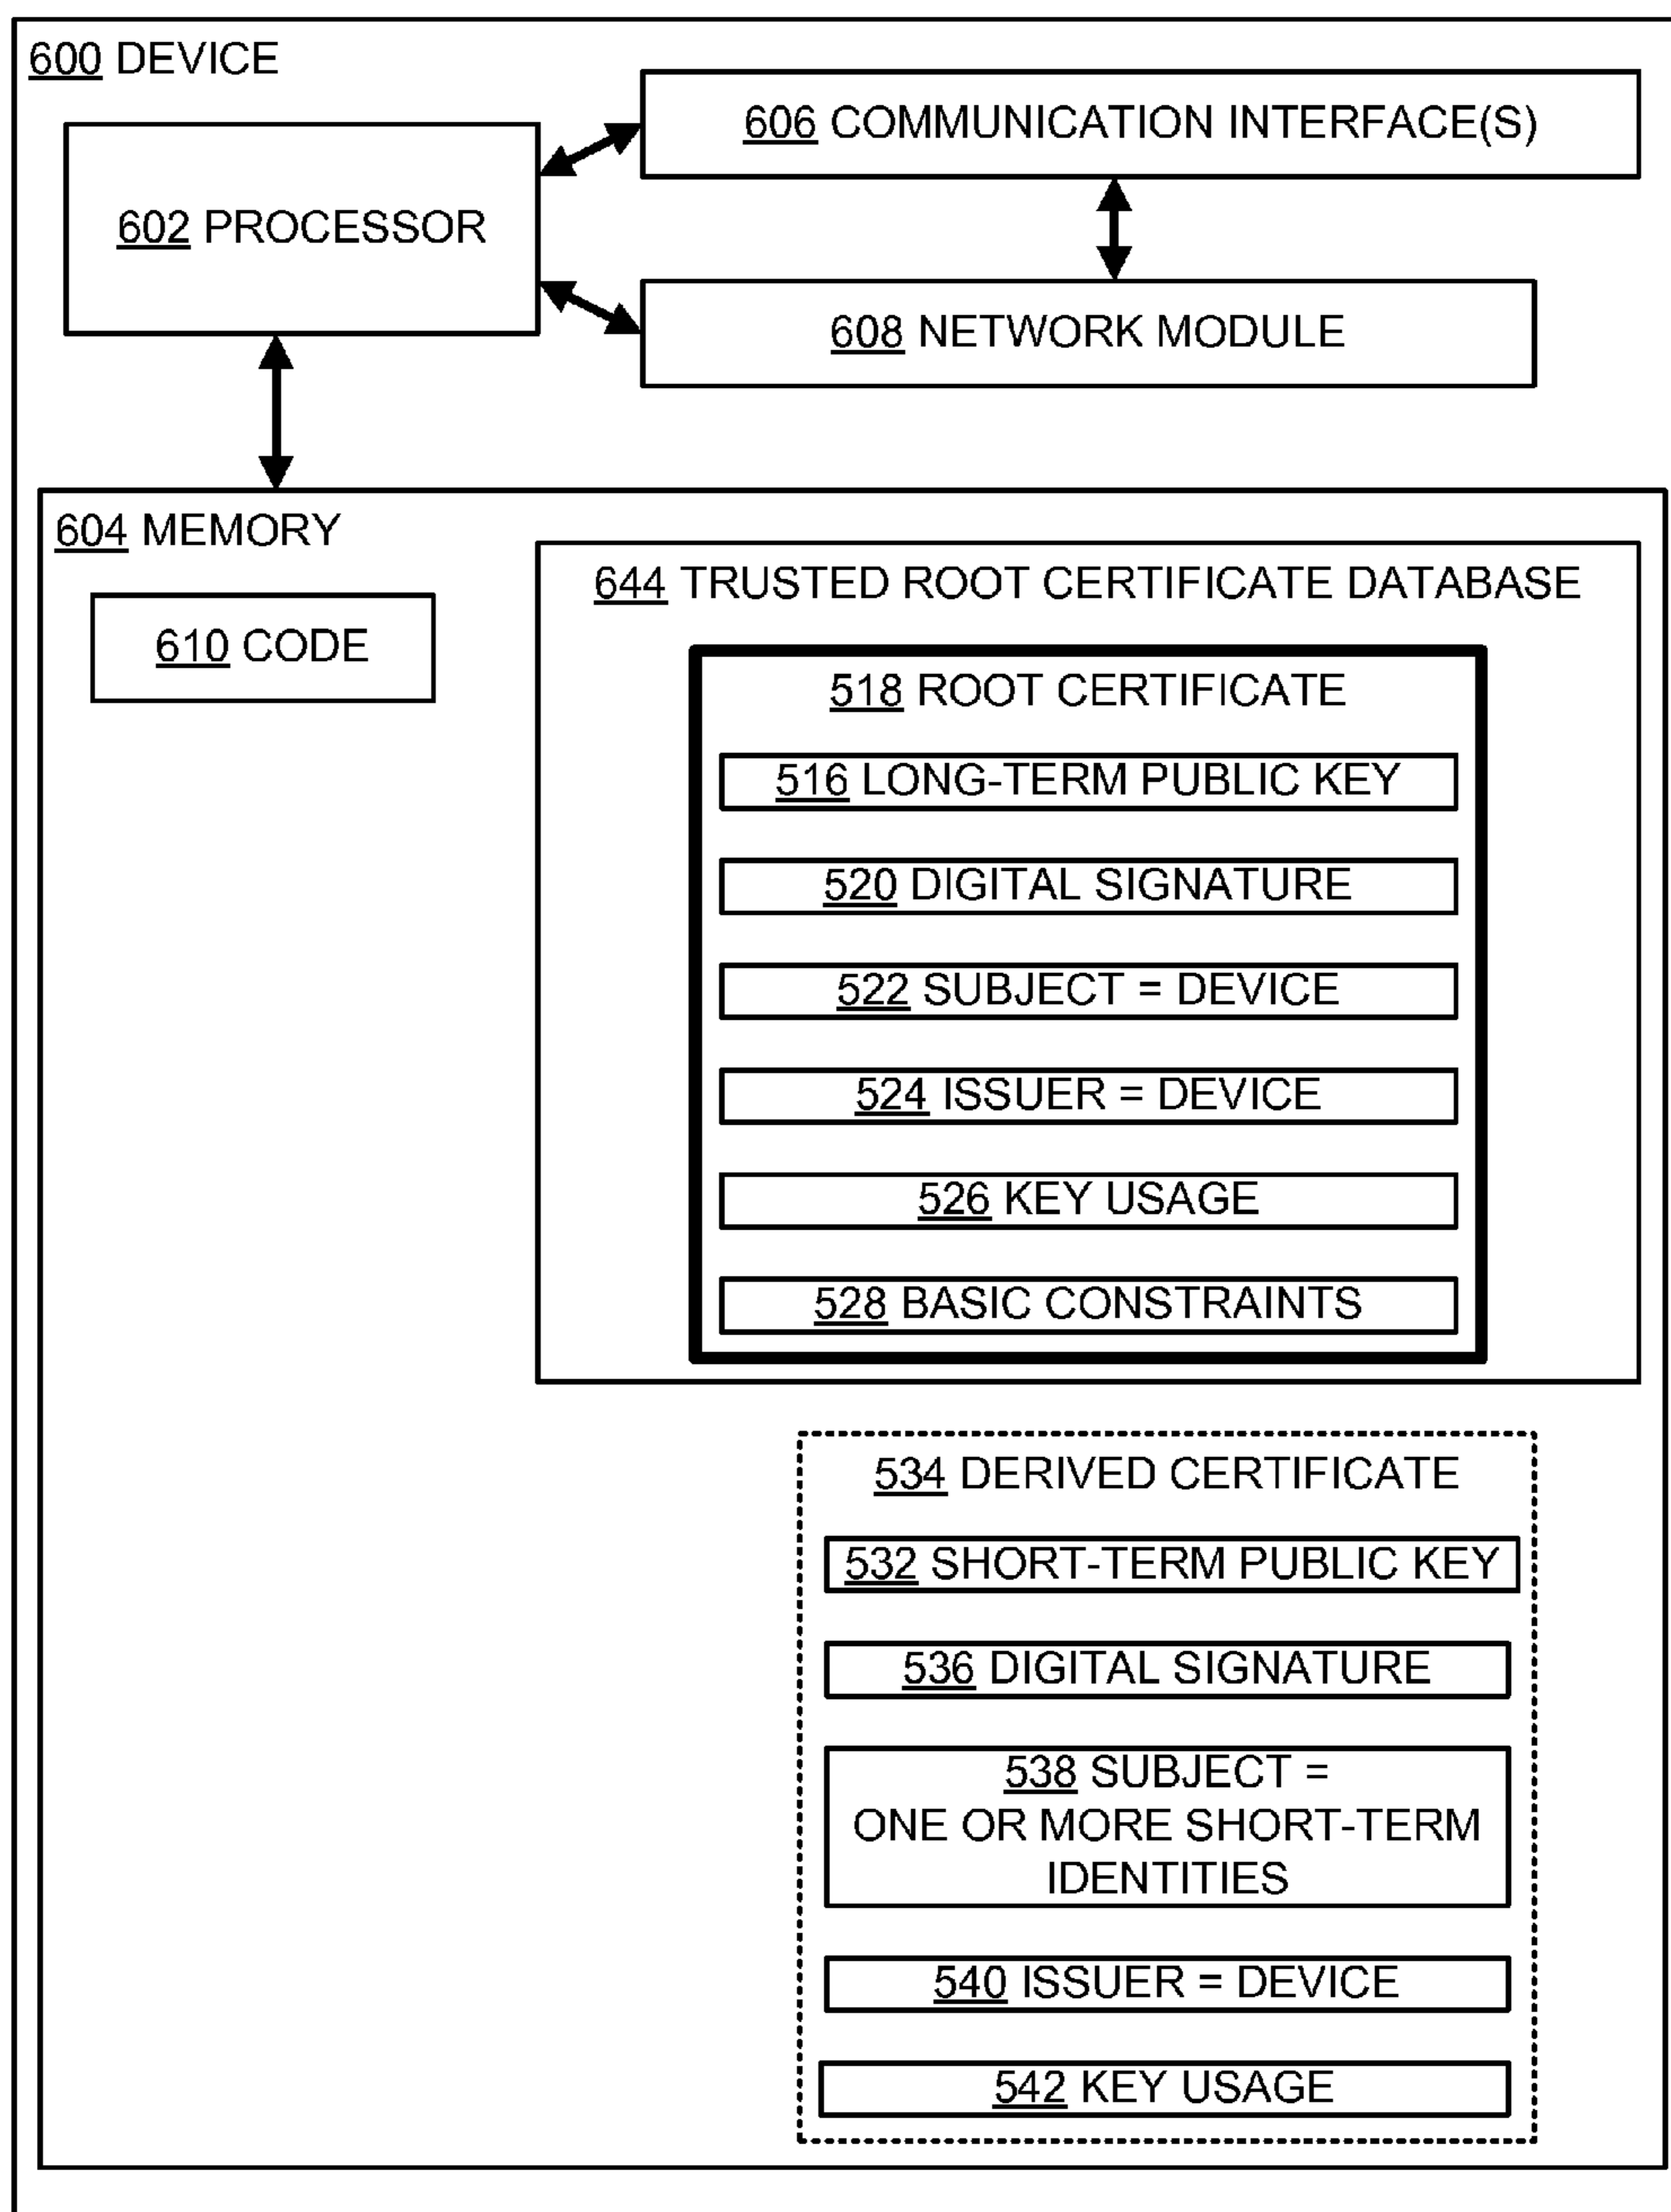 600 DEVICE
606 COMMUNICATION INTERFACE(S)
602 PROCESSOR
608 NETWORK MODULE
604 MEMORY
644 TRUSTED ROOT CERTIFICATE DATABASE
610 CODE
518 ROOT CERTIFICATE
516 LONG-TERM PUBLIC KEY
520 DIGITAL SIGNATURE
522 SUBJECT = DEVICE
524 ISSUER = DEVICE
526 KEY USAGE
528 BASIC CONSTRAINTS
534 DERIVED CERTIFICATE
532 SHORT-TERM PUBLIC KEY
536 DIGITAL SIGNATURE
538 SUBJECT =
ONE OR MORE SHORT-TERM
IDENTITIES
540 ISSUER = DEVICE
542 KEY USAGE